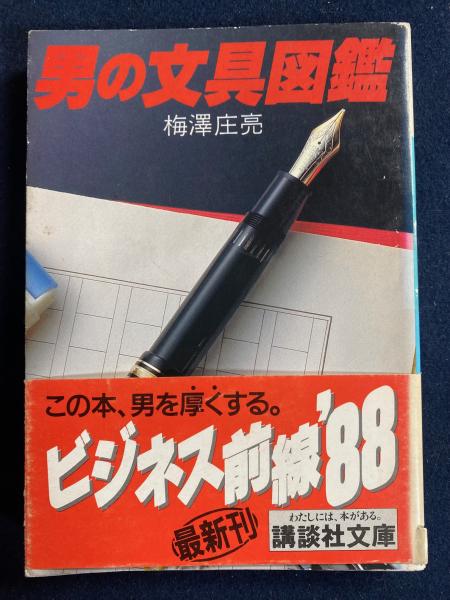 男の文具図鑑
梅澤庄亮
この本、男を厚くする。
ビジネス前線'88
最新刊
わたしには、本がある。
講談社文庫